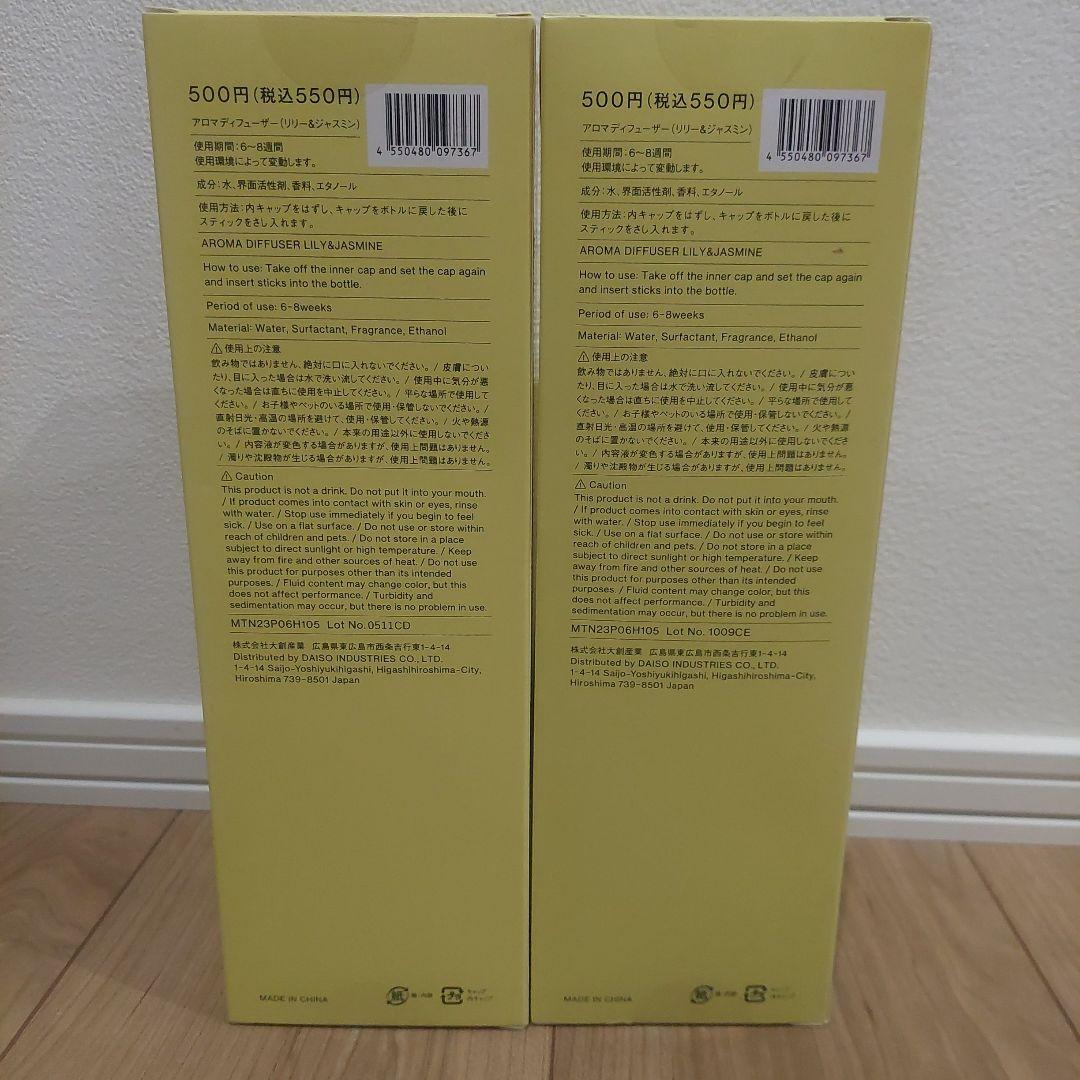 500円(税込550円)
4 550480 097367
アロマディフューザー(リリー&ジャスミン)
使用期間:6~8週間
使用環境によって変動します。
成分:水、界面活性剤、香料、エタノール
使用方法:内キャップをはずし、キャップをボトルに戻した後に
スティックをさし入れます。
AROMA DIFFUSER LILY&JASMINE
How to use: Take off the inner cap and set the cap again
and insert sticks into the bottle.
Period of use: 6-8weeks
Material: Water, Surfactant, Fragrance, Ethanol
⚠使用上の注意
飲み物ではありません、絶対に口に入れないでください。/ 皮膚につい
たり、目に入った場合は水で洗い流してください。/ 使用中に気分が悪
くなった場合は直ちに使用を中止してください。/ 平らな場所で使用して
ください。/ お子様やペットのいる場所で使用・保管しないでください。/
直射日光・高温の場所を避けて、使用・保管してください。/ 火や熱源
のそばに置かないでください。/ 本来の用途以外に使用しないでくださ
い。/ 内容液が変色する場合がありますが、使用上問題はありません。
/ 濁りや沈殿物が生じる場合がありますが、使用上問題はありません。
⚠ Caution
This product is not a drink. Do not put it into your mouth.
/ If product comes into contact with skin or eyes, rinse
with water. / Stop use immediately if you begin to feel
sick. / Use on a flat surface. / Do not use or store within
reach of children and pets. / Do not store in a place
subject to direct sunlight or high temperature. / Keep
away from fire and other sources of heat. / Do not use
this product for purposes other than its intended
purposes. / Fluid content may change color, but this
does not affect performance. / Turbidity and
sedimentation may occur, but there is no problem in use.
MTN23P06H105 Lot No.0511CD
株式会社大創産業 広島県東広島市西条吉行東1-4-14
Distributed by DAISO INDUSTRIES CO., LTD.
1-4-14 Saijo-Yoshiyukihigashi, Higashihiroshima-City,
Hiroshima 739-8501 Japan
MADE IN CHINA
紙 箱・内袋 プラ キャップ
内キャップ
500円(税込550円)
4 550480 097367
アロマディフューザー(リリー&ジャスミン)
使用期間:6~8週間
使用環境によって変動します。
成分:水、界面活性剤、香料、エタノール
使用方法:内キャップをはずし、キャップをボトルに戻した後に
スティックをさし入れます。
AROMA DIFFUSER LILY&JASMINE
How to use: Take off the inner cap and set the cap again
and insert sticks into the bottle.
Period of use: 6-8weeks
Material: Water, Surfactant, Fragrance, Ethanol
⚠使用上の注意
飲み物ではありません、絶対に口に入れないでください。/ 皮膚につい
たり、目に入った場合は水で洗い流してください。/ 使用中に気分が悪
くなった場合は直ちに使用を中止してください。/ 平らな場所で使用して
ください。/ お子様やペットのいる場所で使用・保管しないでください。/
直射日光・高温の場所を避けて、使用・保管してください。/ 火や熱源
のそばに置かないでください。/ 本来の用途以外に使用しないでくださ
い。/ 内容液が変色する場合がありますが、使用上問題はありません。
/ 濁りや沈殿物が生じる場合がありますが、使用上問題はありません。
⚠ Caution
This product is not a drink. Do not put it into your mouth.
/ If product comes into contact with skin or eyes, rinse
with water. / Stop use immediately if you begin to feel
sick. / Use on a flat surface. / Do not use or store within
reach of children and pets. / Do not store in a place
subject to direct sunlight or high temperature. / Keep
away from fire and other sources of heat. / Do not use
this product for purposes other than its intended
purposes. / Fluid content may change color, but this
does not affect performance. / Turbidity and
sedimentation may occur, but there is no problem in use.
MTN23P06H105 Lot No. 1009CE
株式会社大創産業 広島県東広島市西条吉行東1-4-14
Distributed by DAISO INDUSTRIES CO., LTD.
1-4-14 Saijo-Yoshiyukihigashi, Higashihiroshima-City,
Hiroshima 739-8501 Japan
MADE IN CHINA
紙 箱・内袋 プラ キャップ
内キャップ